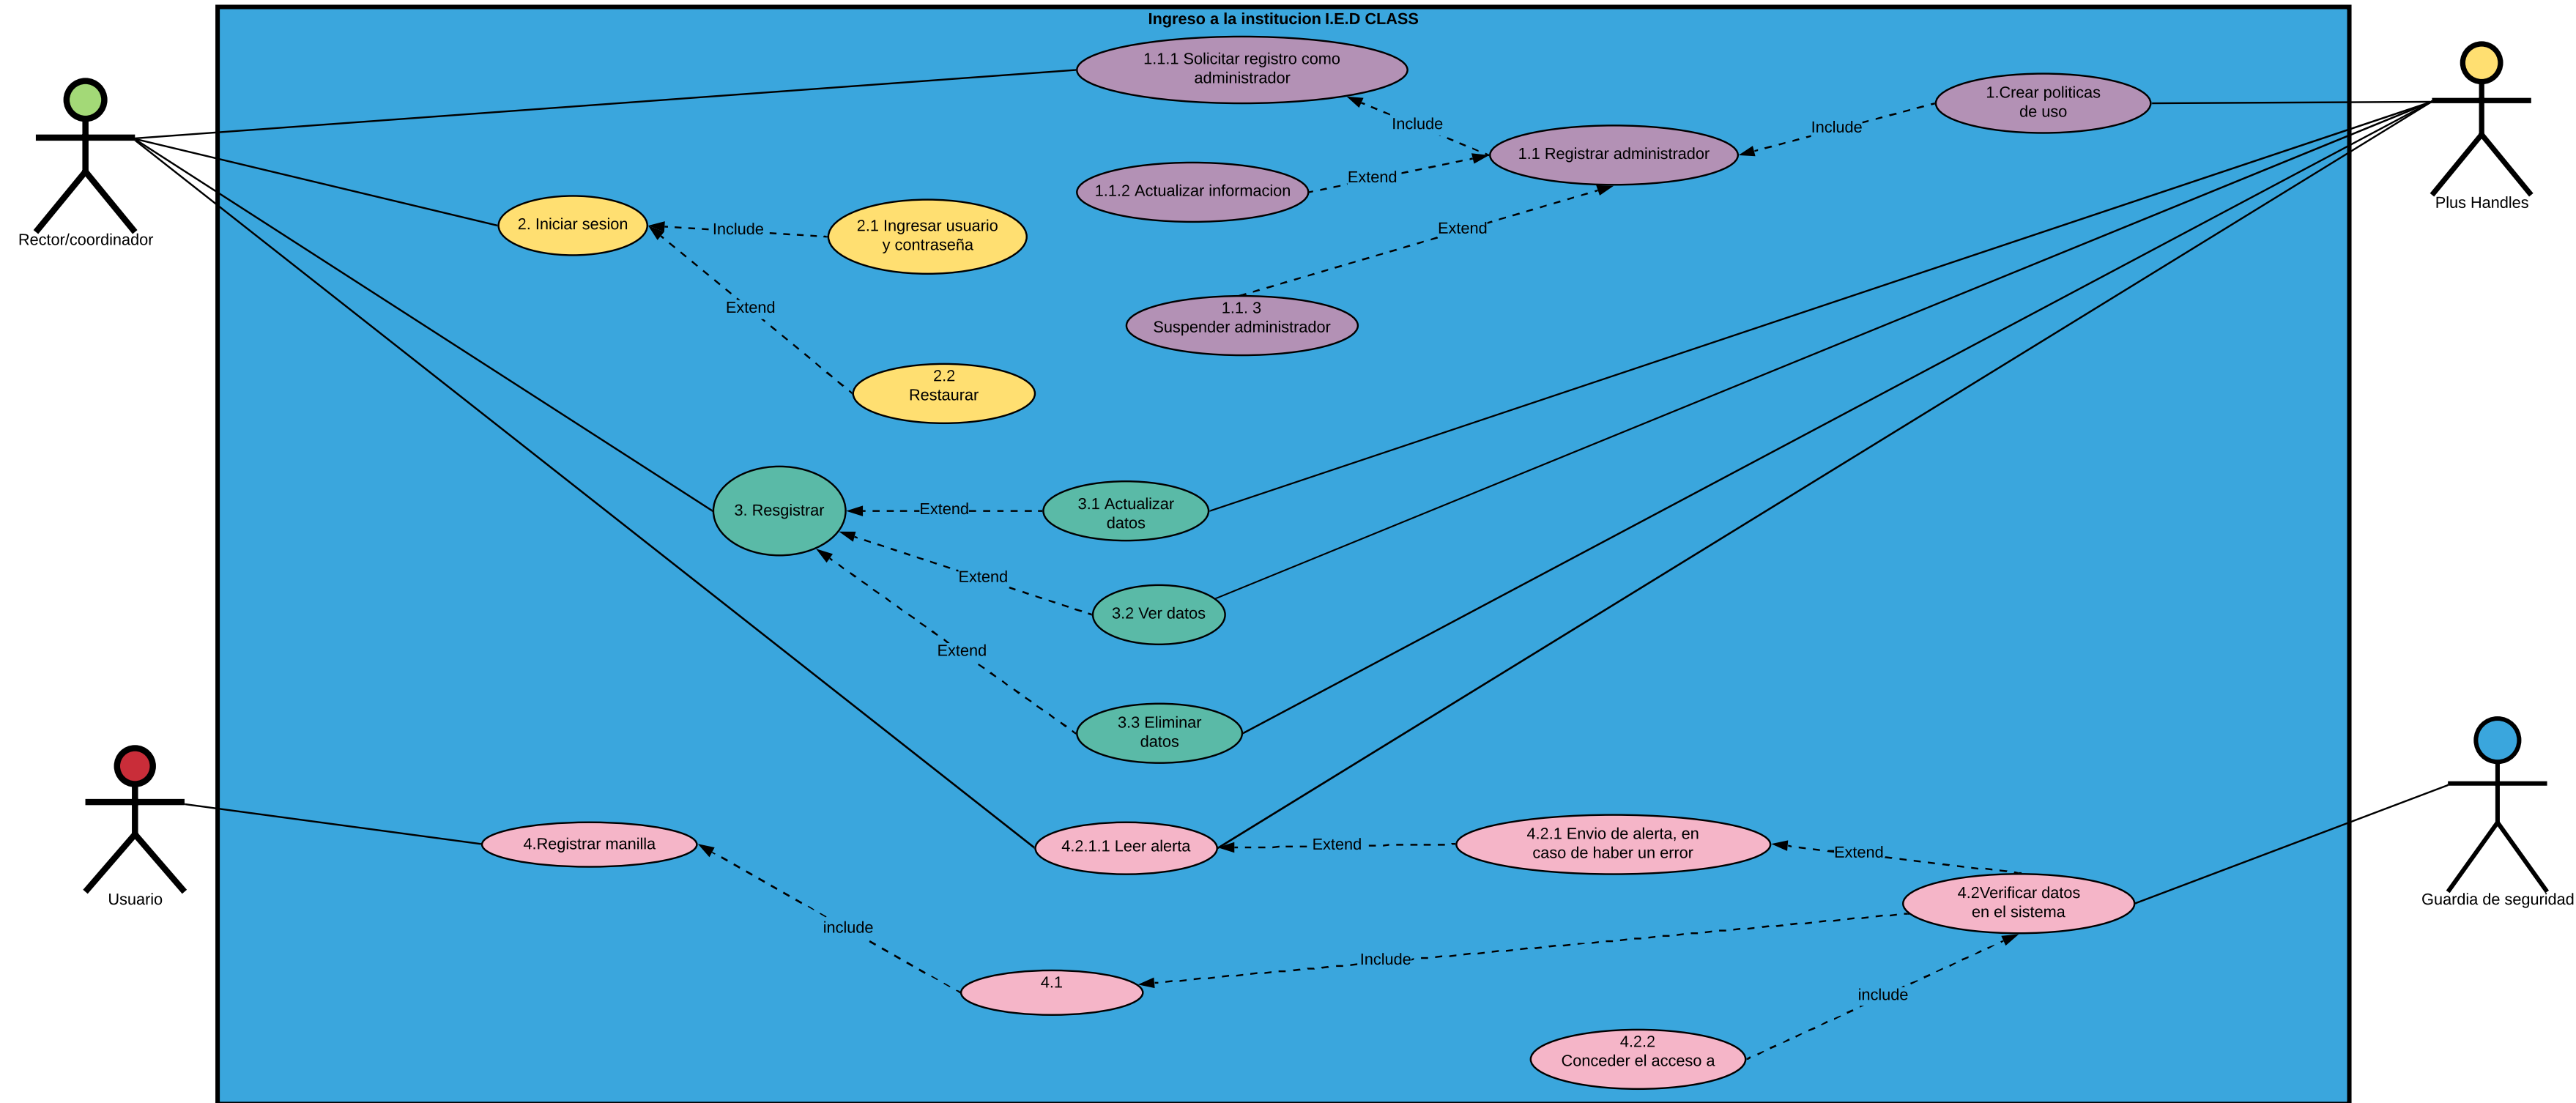 Ingreso a la institucion I.E.D CLASS
1.1.1 Solicitar registro como
administrador
1.Crear politicas
de uso
Include
Include
1.1 Registrar administrador
Extend
1.1.2 Actualizar informacion
Plus Handles
Rector/coordinador
2. Iniciar sesion
Include
2.1 Ingresar usuario
y contraseña
Extend
Extend
1.1. 3
Suspender administrador
2.2
Restaurar
3. Resgistrar
Extend
3.1 Actualizar
datos
Extend
3.2 Ver datos
Extend
3.3 Eliminar
datos
4.Registrar manilla
4.2.1.1 Leer alerta
Extend
4.2.1 Envio de alerta, en
caso de haber un error
Extend
4.2Verificar datos
en el sistema
Usuario
Guardia de seguridad
include
Include
4.1
include
4.2.2
Conceder el acceso a